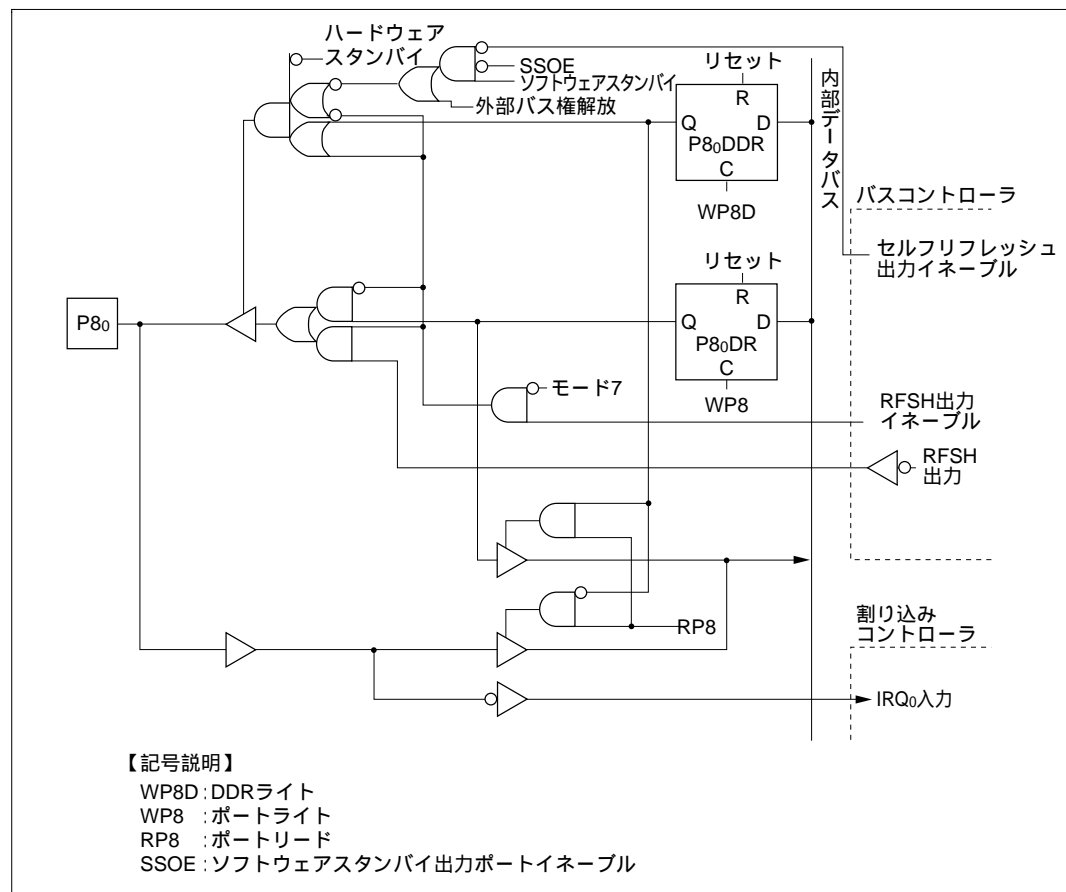 ハードウェア
スタンバイ
SSOE
ソフトウェアスタンバイ
外部バス権解放
リセット
R
Q D
P8₀DDR
C
WP8D
内部データバス
バスコントローラ
セルフリフレッシュ
出力イネーブル
リセット
R
Q D
P8₀DR
C
WP8
P8₀
モード7
RFSH出力
イネーブル
RFSH
出力
RP8
割り込み
コントローラ
IRQ₀入力
【記号説明】
WP8D : DDRライト
WP8 : ポートライト
RP8 : ポートリード
SSOE : ソフトウェアスタンバイ出力ポートイネーブル